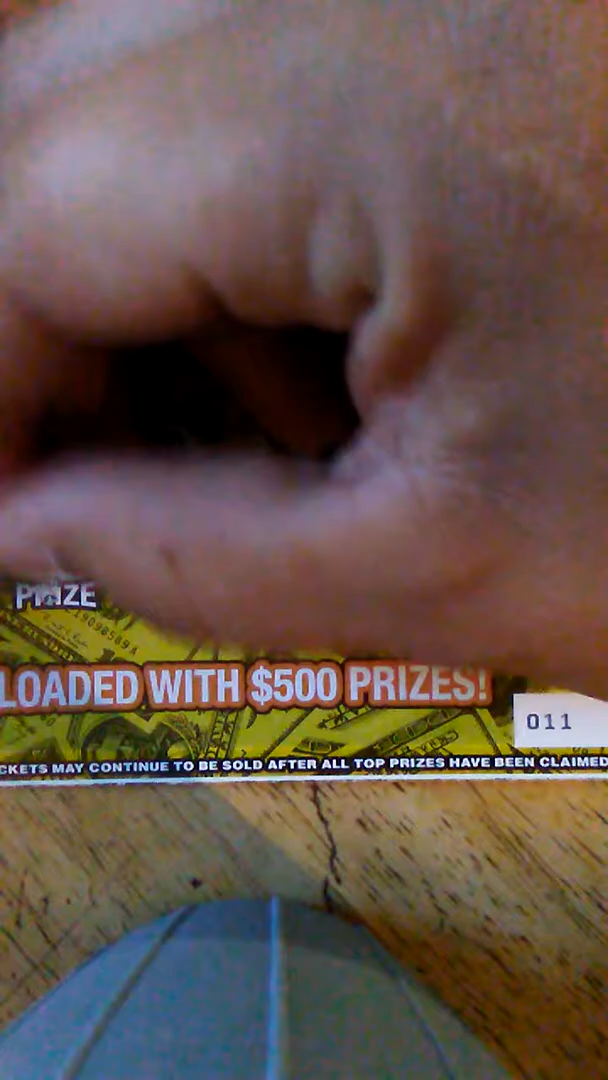 PRIZE
LOADED WITH $500 PRIZES!
011
CKETS MAY CONTINUE TO BE SOLD AFTER ALL TOP PRIZES HAVE BEEN CLAIMED